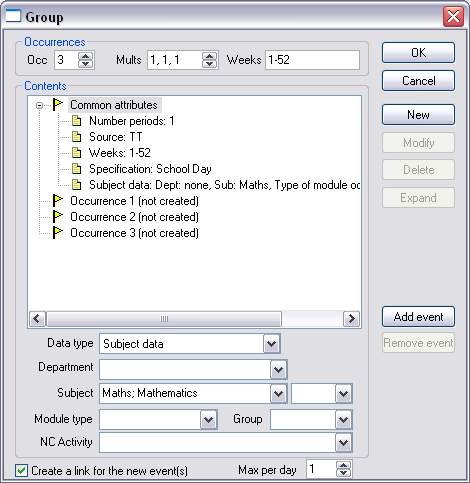 Group
Occurrences
Occ 3 Mults 1, 1, 1 Weeks 1-52
OK
Cancel
Contents
Common attributes
Number periods: 1
Source: TT
Weeks: 1-52
Specification: School Day
Subject data: Dept: none, Sub: Maths, Type of module oc
Occurrence 1 (not created)
Occurrence 2 (not created)
Occurrence 3 (not created)
New
Modify
Delete
Expand
Add event
Remove event
Data type Subject data
Department
Subject Maths; Mathematics
Module type Group
NC Activity
Create a link for the new event(s) Max per day 1